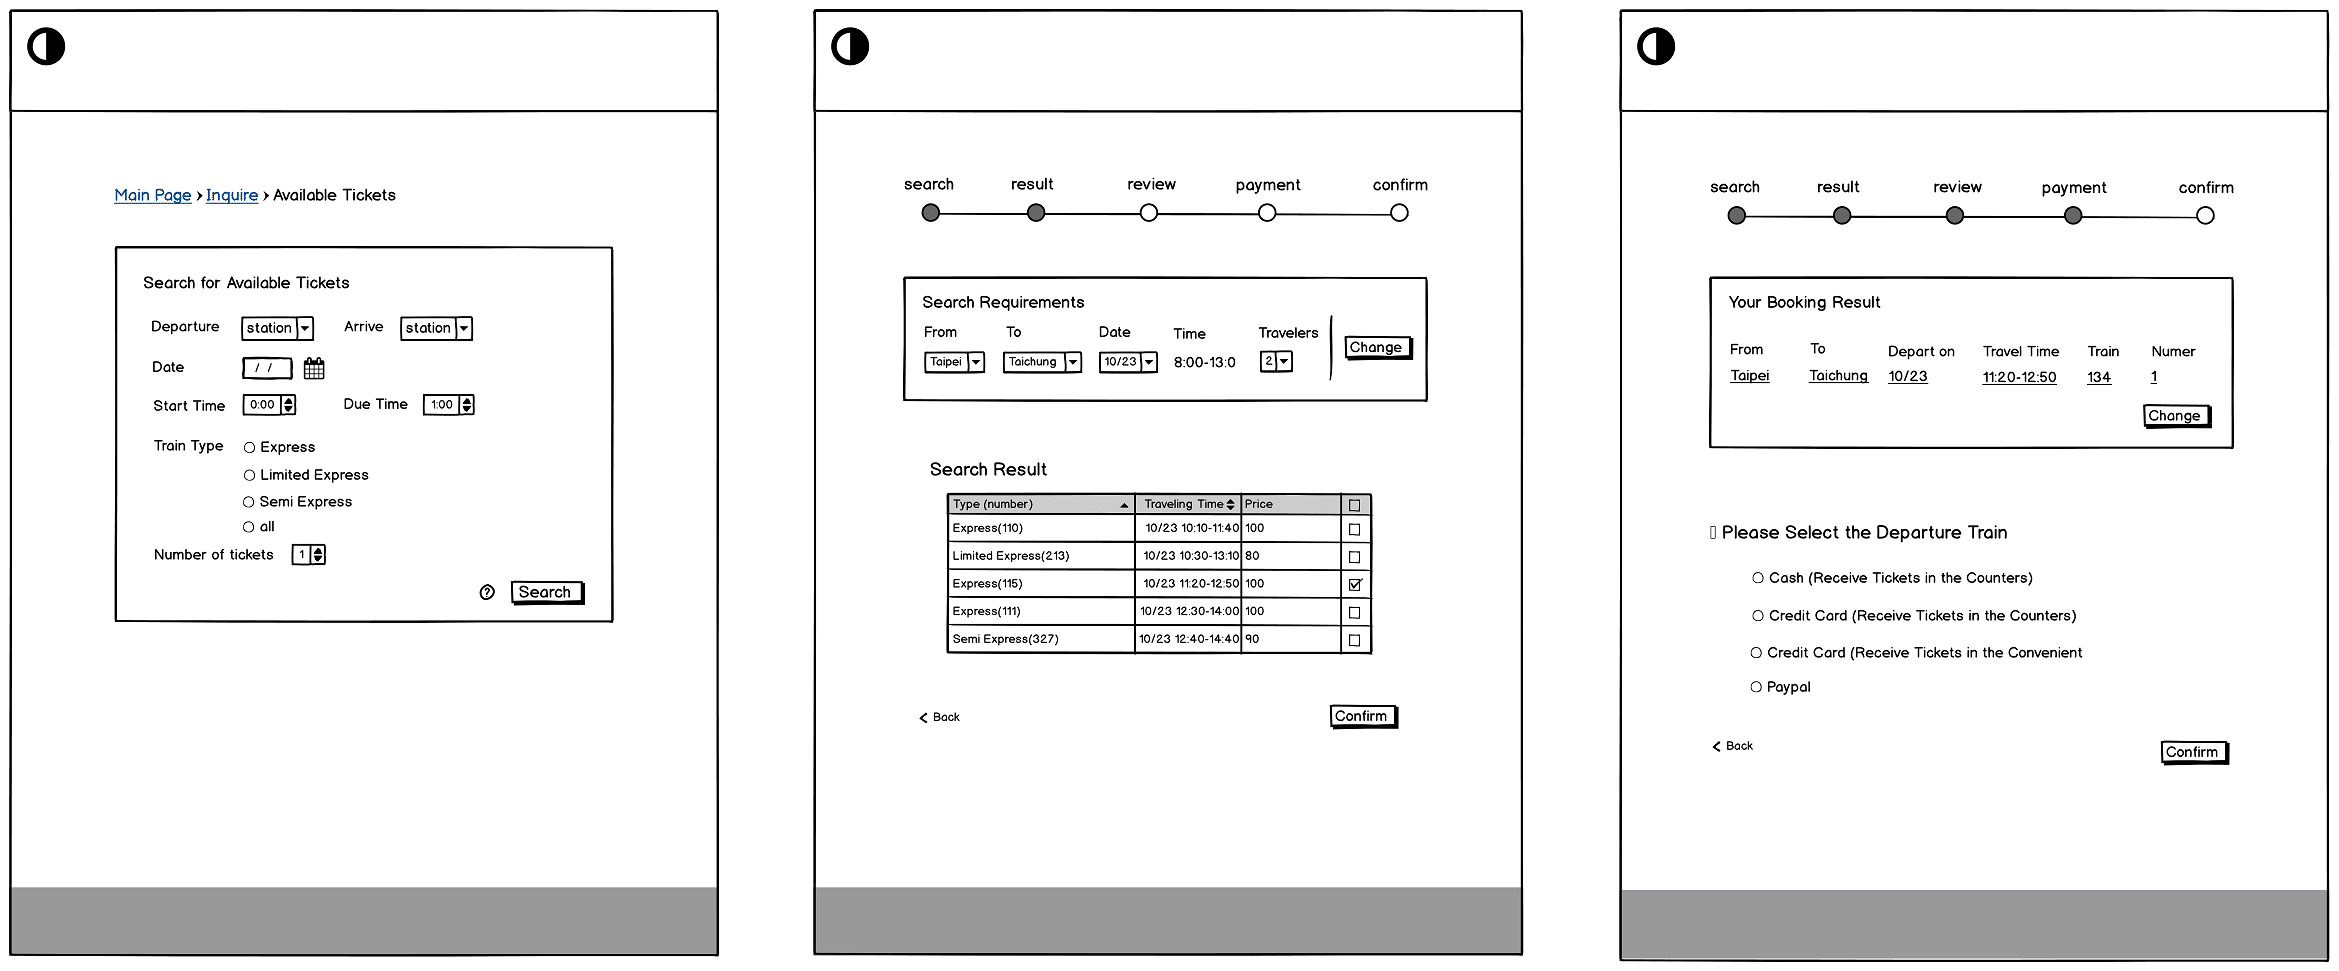 Main Page > Inquire > Available Tickets
Search for Available Tickets
Departure station Arrive station
Date / /
Start Time 0:00 Due Time 1:00
Train Type Express
Limited Express
Semi Express
all
Number of tickets 1
? Search
search result review payment confirm
Search Requirements
From To Date Time Travelers
Taipei Taichung 10/23 8:00-13:0 2 Change
Search Result
Type (number) Traveling Time Price
Express(110) 10/23 10:10-11:40 100
Limited Express(213) 10/23 10:30-13:10 80
Express(115) 10/23 11:20-12:50 100
Express(111) 10/23 12:30-14:00 100
Semi Express(327) 10/23 12:40-14:40 90
< Back Confirm
search result review payment confirm
Your Booking Result
From To Depart on Travel Time Train Numer
Taipei Taichung 10/23 11:20-12:50 134 1
Change
Please Select the Departure Train
Cash (Receive Tickets in the Counters)
Credit Card (Receive Tickets in the Counters)
Credit Card (Receive Tickets in the Convenient
Paypal
< Back Confirm